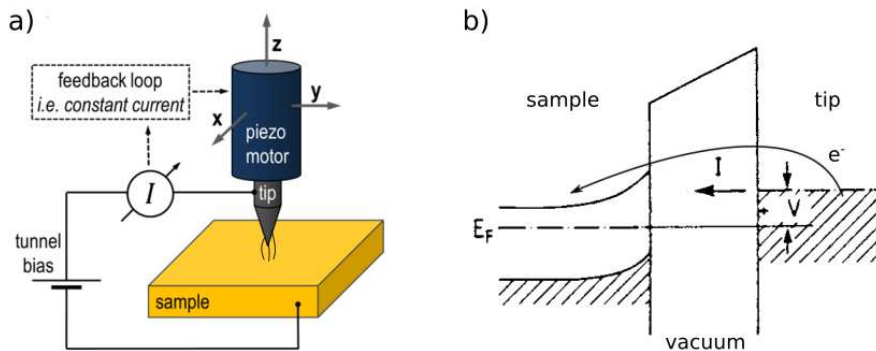 a)
z
feedback loop
i.e. constant current
y
x
piezo
motor
I
tip
tunnel
bias
sample
b)
sample
tip
e-
I
V
EF
vacuum